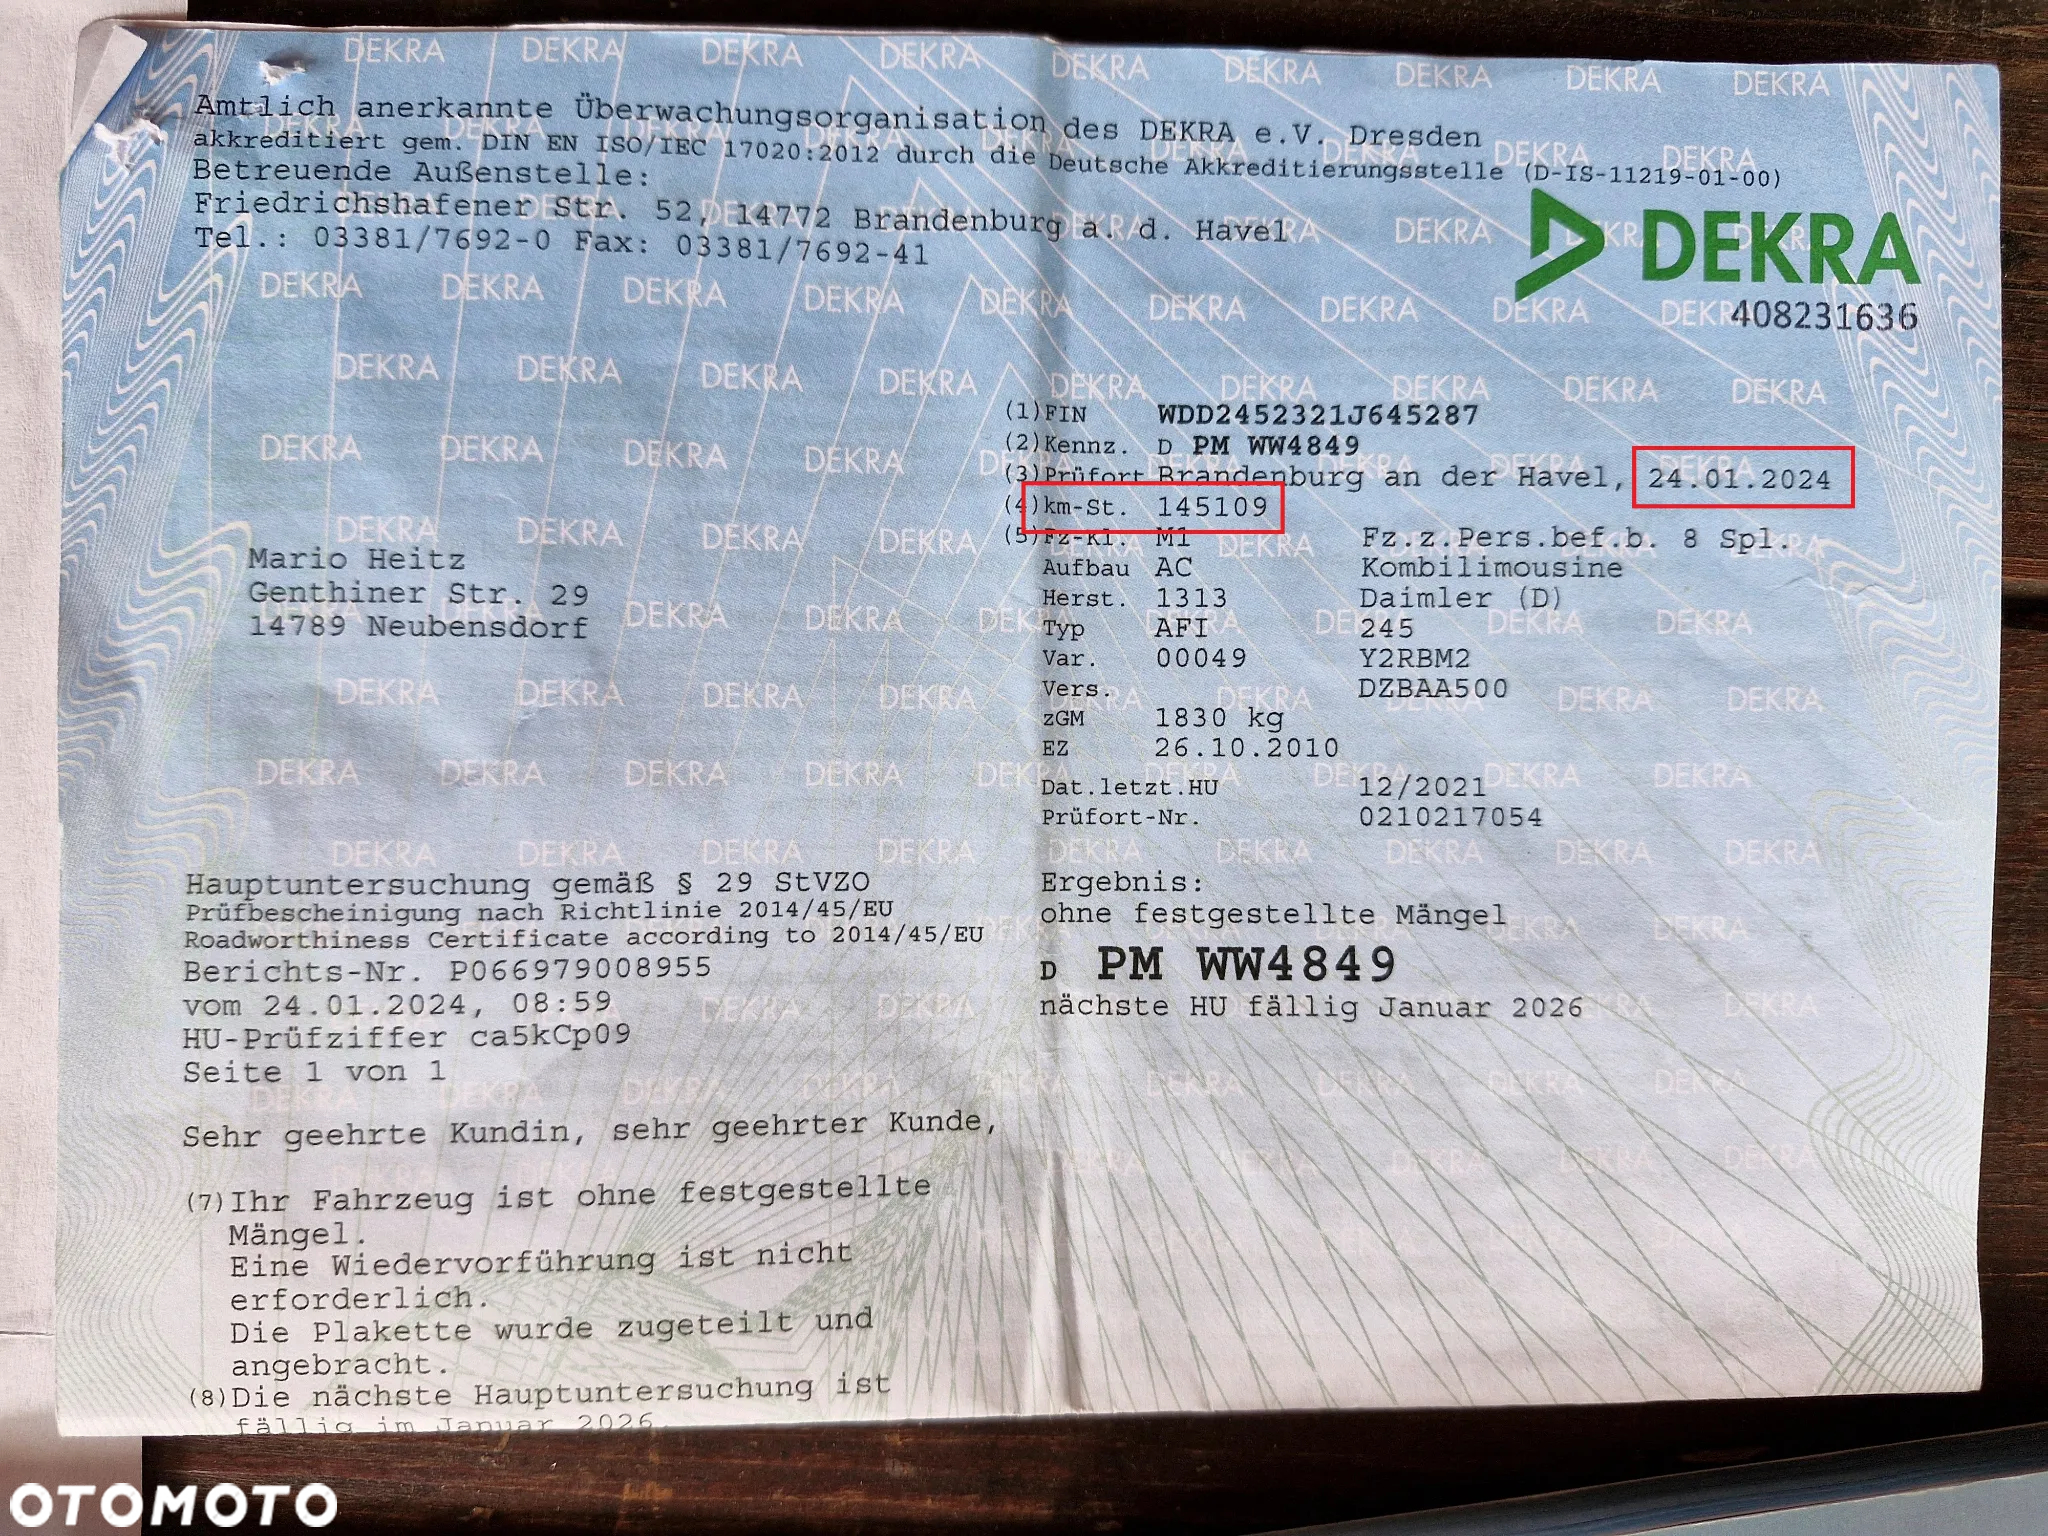 Amtlich anerkannte Überwachungsorganisation des DEKRA e.V. Dresden
akkreditiert gem. DIN EN ISO/IEC 17020:2012 durch die Deutsche Akkreditierungsstelle (D-IS-11219-01-00)
Betreuende Außenstelle:
Friedrichshafener Str. 52, 14772 Brandenburg a. d. Havel
Tel.: 03381/7692-0 Fax: 03381/7692-41
DEKRA
408231636
(1) FIN WDD2452321J645287
(2) Kennz. D PM WW4849
(3) Prüfort Brandenburg an der Havel, 24.01.2024
(4) km-St. 145109
(5) Fz-Kl. M1 Fz.z.Pers.bef.b. 8 Spl.
Aufbau AC Kombilimousine
Herst. 1313 Daimler (D)
Typ AFI 245
Var. 00049 Y2RBM2
Vers. DZBAA500
zGM 1830 kg
EZ 26.10.2010
Dat.letzt.HU 12/2021
Prüfort-Nr. 0210217054
Mario Heitz
Genthiner Str. 29
14789 Neubensdorf
Hauptuntersuchung gemäß § 29 StVZO
Prüfbescheinigung nach Richtlinie 2014/45/EU
Roadworthiness Certificate according to 2014/45/EU
Berichts-Nr. P066979008955
vom 24.01.2024, 08:59
HU-Prüfziffer ca5kCp09
Seite 1 von 1
Ergebnis:
ohne festgestellte Mängel
D PM WW4849
nächste HU fällig Januar 2026
Sehr geehrte Kundin, sehr geehrter Kunde,
(7) Ihr Fahrzeug ist ohne festgestellte
Mängel.
Eine Wiedervorführung ist nicht
erforderlich.
Die Plakette wurde zugeteilt und
angebracht.
(8) Die nächste Hauptuntersuchung ist
fällig im Januar 2026.
OTOMOTO